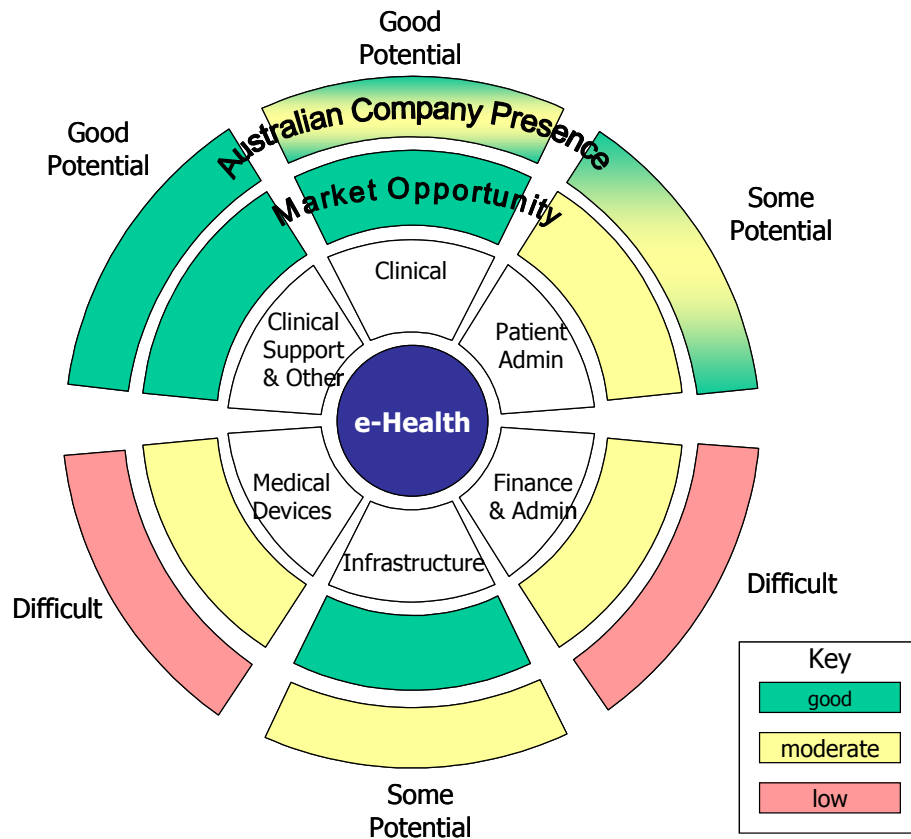 Good
Potential
Australian Company Presence
Market Opportunity
Good
Potential
Some
Potential
Clinical
Clinical
Support
& Other
Patient
Admin
e-Health
Medical
Devices
Finance
& Admin
Infrastructure
Difficult
Difficult
Some
Potential
Key
good
moderate
low